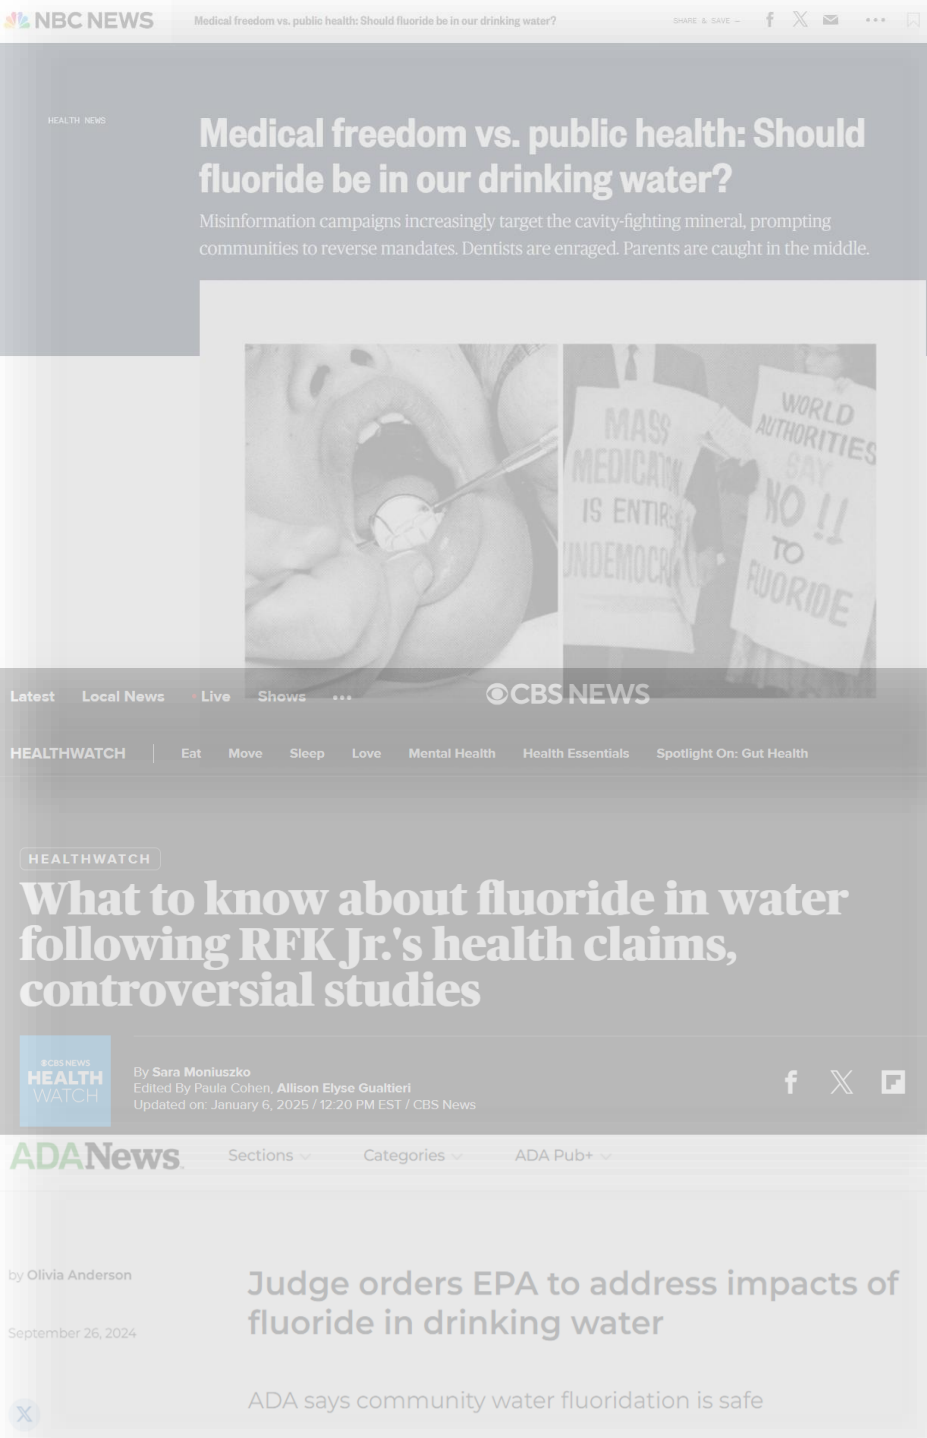 NBC NEWS
Medical freedom vs. public health: Should fluoride be in our drinking water?
SHARE & SAVE —
HEALTH NEWS
Medical freedom vs. public health: Should
fluoride be in our drinking water?
Misinformation campaigns increasingly target the cavity-fighting mineral, prompting
communities to reverse mandates. Dentists are enraged. Parents are caught in the middle.
MASS
MEDICATION
IS ENTIR
UNDEMOCR
WORLD
AUTHORITIES
SAY
NO!!
TO
FLUORIDE
Latest Local News Live Shows •••
CBS NEWS
HEALTHWATCH Eat Move Sleep Love Mental Health Health Essentials Spotlight On: Gut Health
HEALTHWATCH
What to know about fluoride in water
following RFK Jr.'s health claims,
controversial studies
CBS NEWS
HEALTH
WATCH
By Sara Moniuszko
Edited By Paula Cohen, Allison Elyse Gualtieri
Updated on: January 6, 2025 / 12:20 PM EST / CBS News
ADANews.
Sections Categories ADA Pub+
by Olivia Anderson
September 26, 2024
Judge orders EPA to address impacts of
fluoride in drinking water
ADA says community water fluoridation is safe